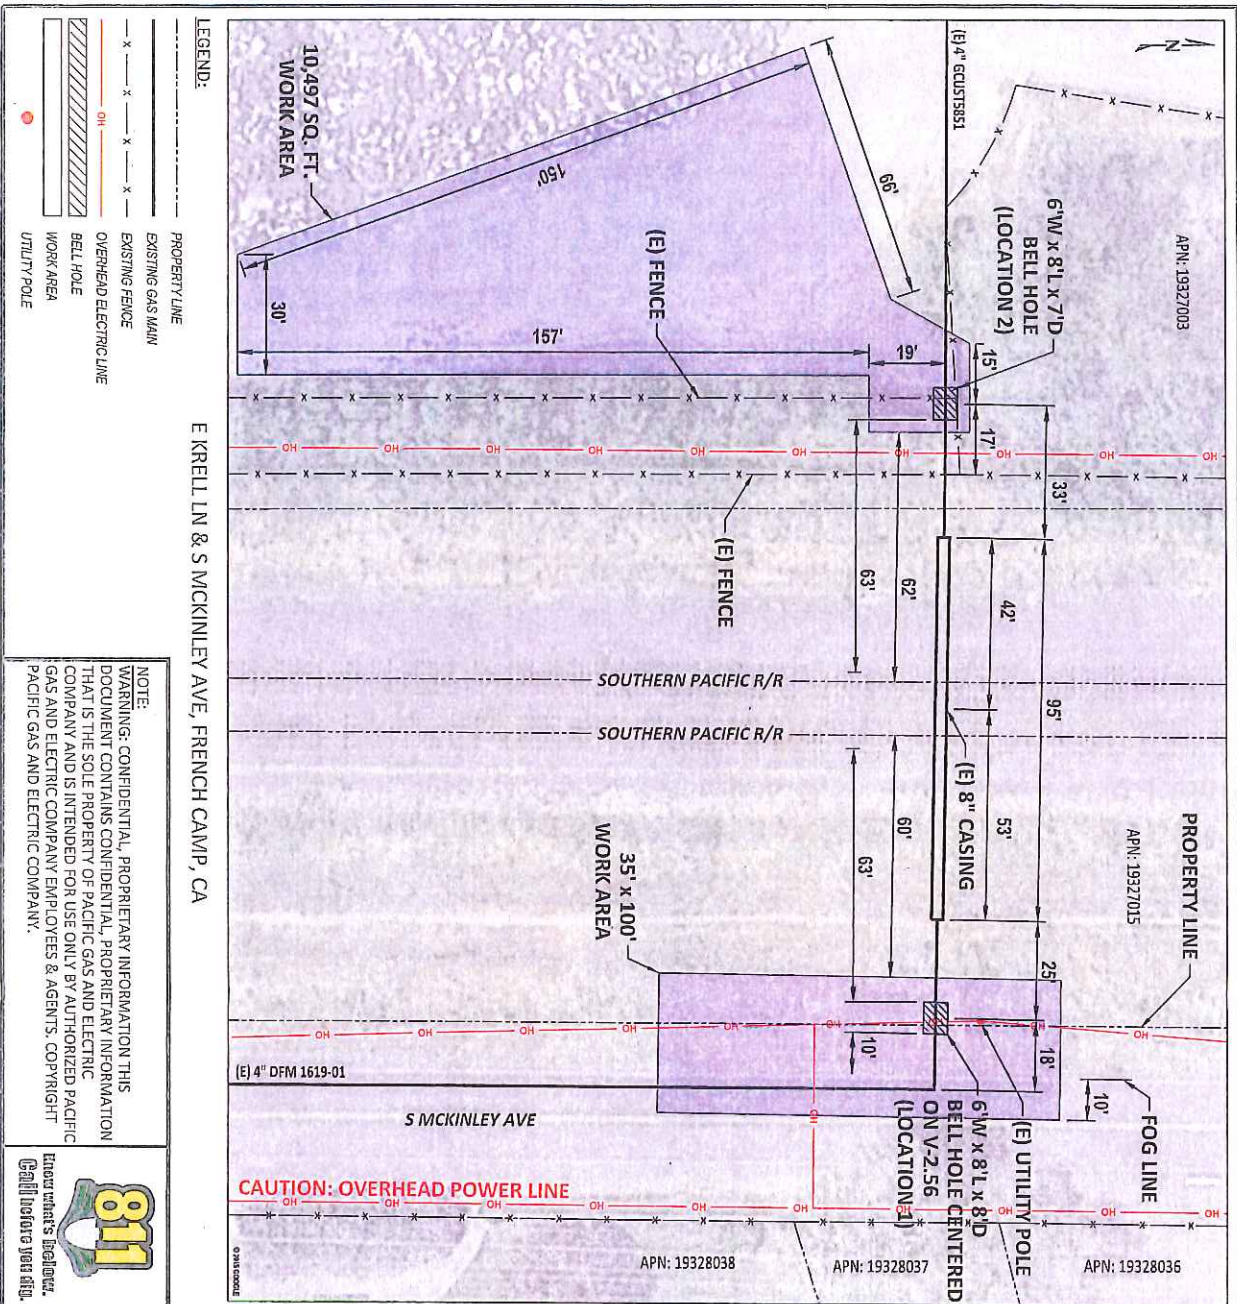 N
(E) 4" GCUST5851
APN: 19327003
6'W x 8'L x 7'D
BELL HOLE
(LOCATION 2)
66'
150'
10,497 SQ. FT.
WORK AREA
30'
157'
(E) FENCE
19'
15'
17'
33'
(E) FENCE
63'
62'
42'
95'
53'
(E) 8" CASING
SOUTHERN PACIFIC R/R
SOUTHERN PACIFIC R/R
60'
63'
35' x 100'
WORK AREA
PROPERTY LINE
APN: 19327015
25'
18'
10'
10'
FOG LINE
(E) UTILITY POLE
6'W x 8'L x 8'D
BELL HOLE CENTERED
ON V-2.56
(LOCATION 1)
(E) 4" DFM 1619-01
S MCKINLEY AVE
CAUTION: OVERHEAD POWER LINE
APN: 19328038
APN: 19328037
APN: 19328036
© 2015 GOOGLE
E KRELL LN & S MCKINLEY AVE, FRENCH CAMP, CA
LEGEND:
PROPERTY LINE
EXISTING GAS MAIN
EXISTING FENCE
OH
OVERHEAD ELECTRIC LINE
BELL HOLE
WORK AREA
UTILITY POLE
NOTE:
WARNING: CONFIDENTIAL, PROPRIETARY INFORMATION THIS
DOCUMENT CONTAINS CONFIDENTIAL, PROPRIETARY INFORMATION
THAT IS THE SOLE PROPERTY OF PACIFIC GAS AND ELECTRIC
COMPANY AND IS INTENDED FOR USE ONLY BY AUTHORIZED PACIFIC
GAS AND ELECTRIC COMPANY EMPLOYEES & AGENTS. COPYRIGHT
PACIFIC GAS AND ELECTRIC COMPANY.
811
Know what's below.
Call before you dig.